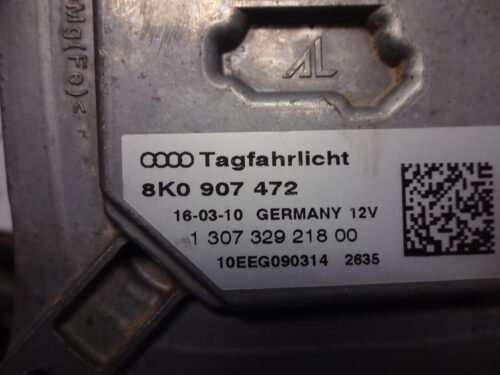 Mg(Fe)<
AL
Tagfahrlicht
8K0 907 472
16-03-10 GERMANY 12V
1 307 329 218 00
10EEG090314 2635